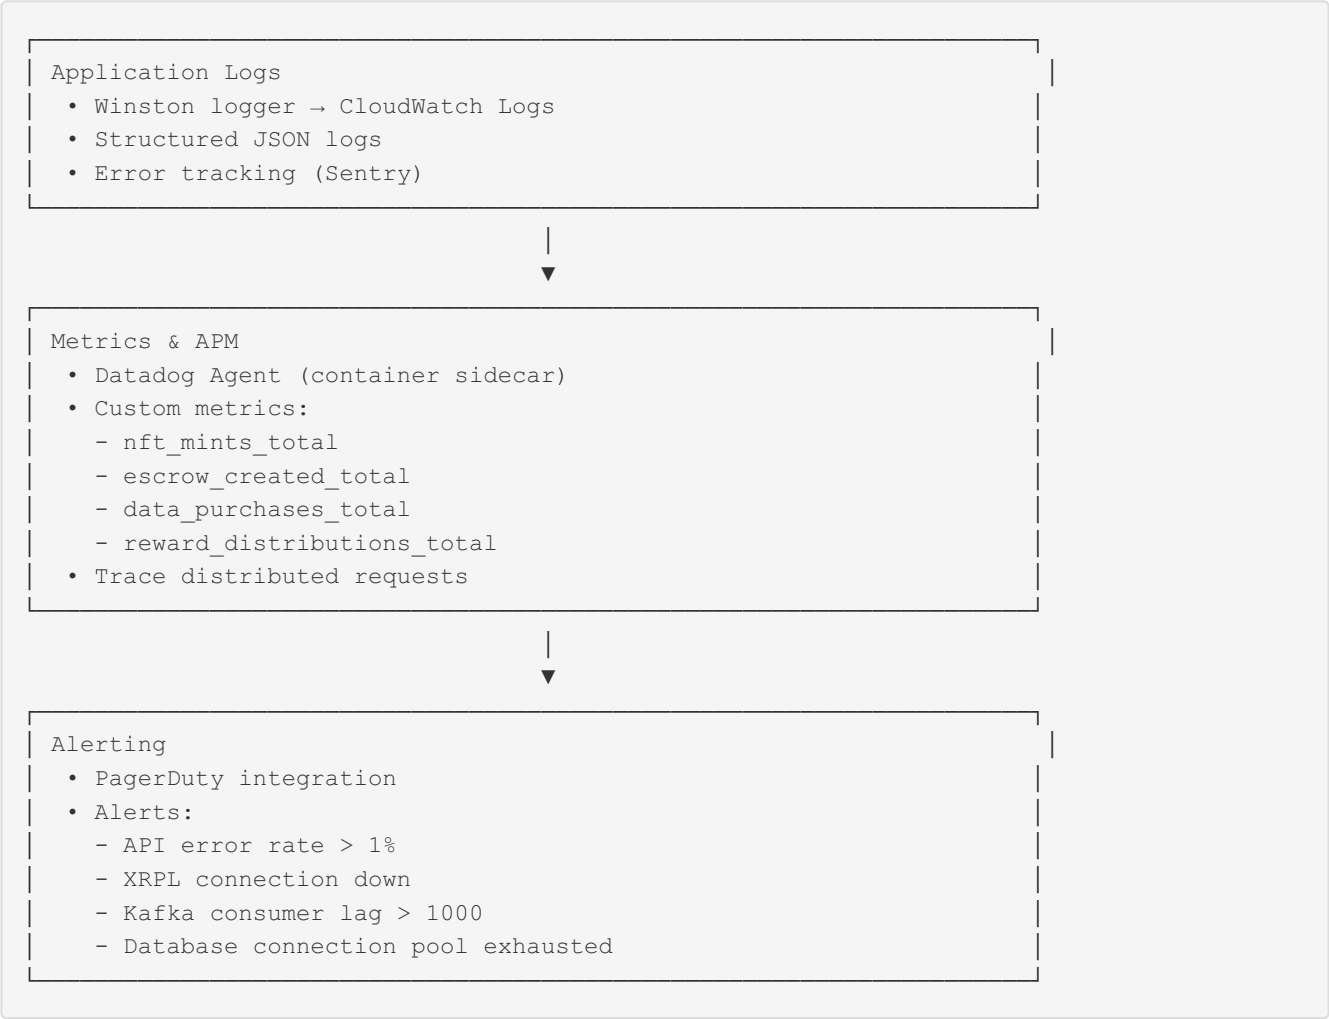 Application Logs
• Winston logger → CloudWatch Logs
• Structured JSON logs
• Error tracking (Sentry)
▼
Metrics & APM
• Datadog Agent (container sidecar)
• Custom metrics:
- nft_mints_total
- escrow_created_total
- data_purchases_total
- reward_distributions_total
• Trace distributed requests
▼
Alerting
• PagerDuty integration
• Alerts:
- API error rate > 1%
- XRPL connection down
- Kafka consumer lag > 1000
- Database connection pool exhausted